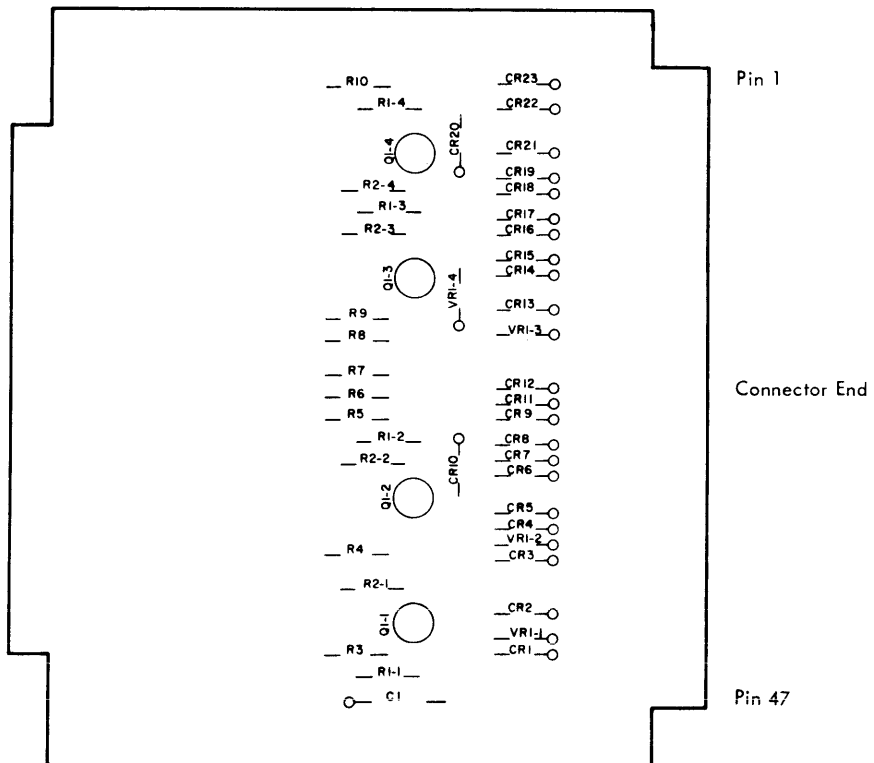 R10 CR23 Pin 1
R1-4 CR22
Q1-4 CR20 CR21
CR19
R2-4 CR18
R1-3 CR17
R2-3 CR16
CR15
Q1-3 VR1-4 CR14
R9 CR13
R8 VR1-3
R7
CR12 Connector End
R6 CR11
R5 CR9
R1-2 CR8
R2-2 CR10 CR7
CR6
Q1-2 CR5
CR4
VR1-2
R4 CR3
R2-1
Q1-1 CR2
VR1-1
R3 CR1
R1-1
C1 Pin 47